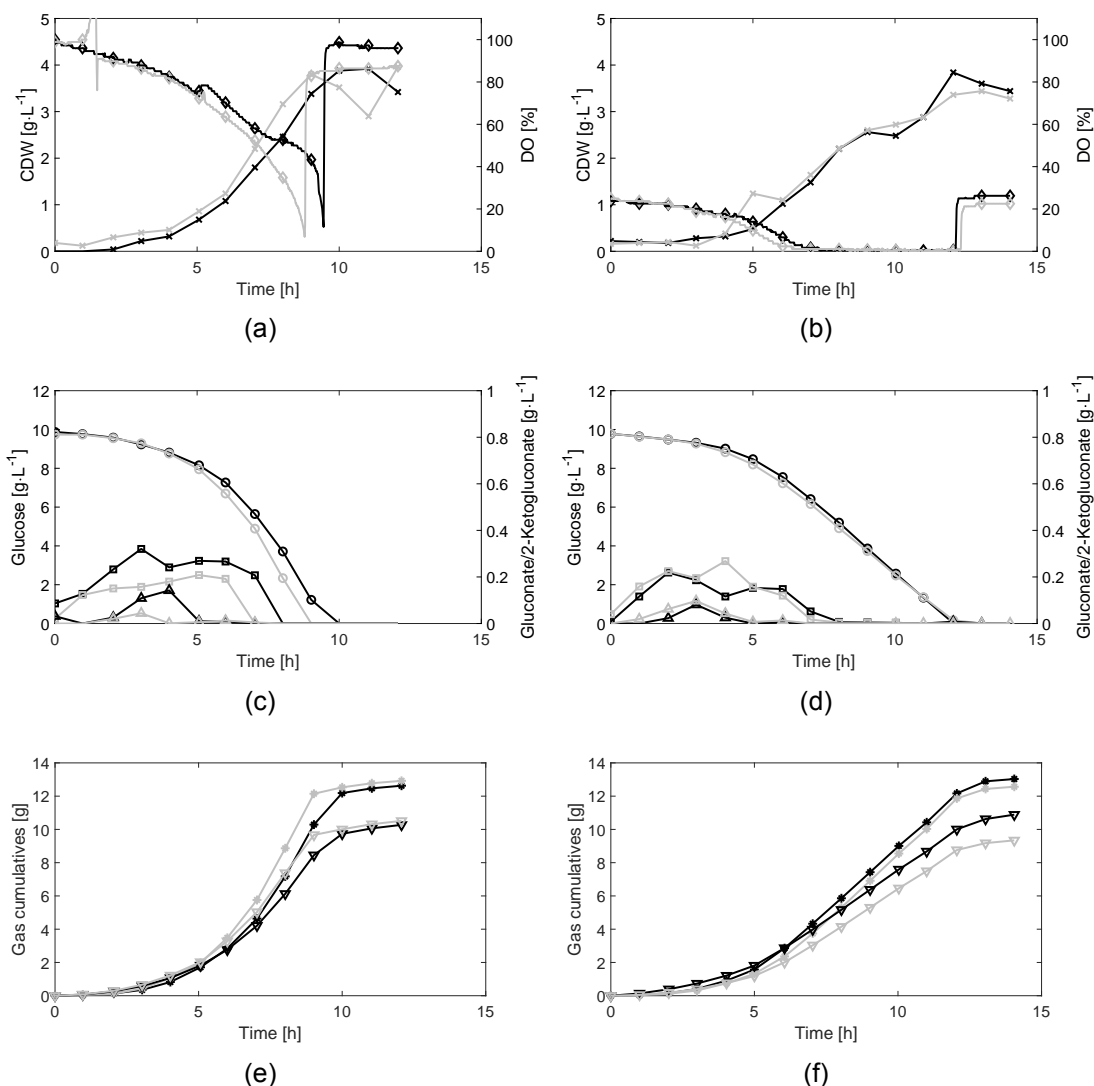 5
4
3
2
1
0
CDW [g·L⁻¹]
100
80
60
40
20
0
DO [%]
0 5 10 15
Time [h]
(a)
5
4
3
2
1
0
CDW [g·L⁻¹]
100
80
60
40
20
0
DO [%]
0 5 10 15
Time [h]
(b)
12
10
8
6
4
2
0
Glucose [g·L⁻¹]
1
0.8
0.6
0.4
0.2
0
Gluconate/2-Ketogluconate [g·L⁻¹]
0 5 10 15
Time [h]
(c)
12
10
8
6
4
2
0
Glucose [g·L⁻¹]
1
0.8
0.6
0.4
0.2
0
Gluconate/2-Ketogluconate [g·L⁻¹]
0 5 10 15
Time [h]
(d)
14
12
10
8
6
4
2
0
Gas cumulatives [g]
0 5 10 15
Time [h]
(e)
14
12
10
8
6
4
2
0
Gas cumulatives [g]
0 5 10 15
Time [h]
(f)